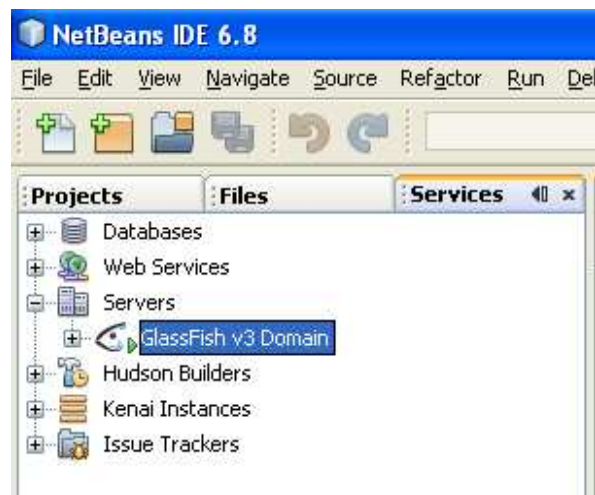 NetBeans IDE 6.8
File Edit View Navigate Source Refactor Run
Projects Files Services
Databases
Web Services
Servers
GlassFish v3 Domain
Hudson Builders
Kenai Instances
Issue Trackers